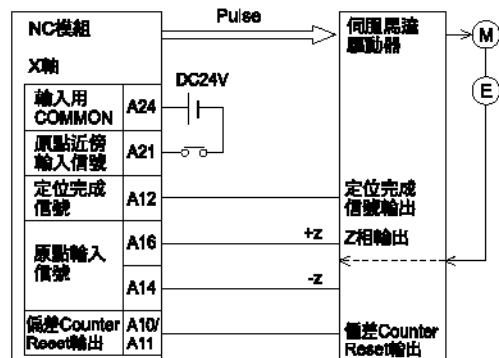 NC模組
Pulse
伺服馬達
驅動器
M
X軸
E
DC24V
輸入用
COMMON
A24
原點近傍
輸入信號
A21
定位完成
信號
A12
定位完成
信號輸出
原點輸入
信號
A16
+z
Z相輸出
A14
-z
偏差Counter
Reset輸出
A10/
A11
偏差Counter
Reset輸出